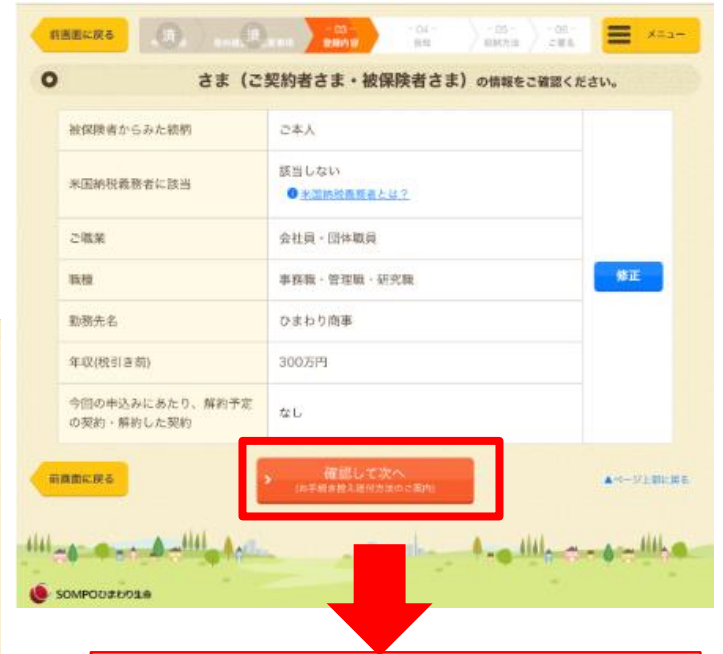 前画面に戻る
済
済
-03-
登録内容
-04-
告知
-05-
-06-
ご署名
メニュー
さま（ご契約者さま・被保険者さま）の情報をご確認ください。
被保険者からみた続柄
ご本人
米国納税義務者に該当
該当しない
米国納税義務者とは？
ご職業
会社員・団体職員
職種
事務職・管理職・研究職
修正
勤務先名
ひまわり商事
年収(税引き前)
300万円
今回の申込みにあたり、解約予定
の契約・解約した契約
なし
前画面に戻る
確認して次へ
(お手続き控え送付方法のご案内)
▲ページ上部に戻る
SOMPOひまわり生命